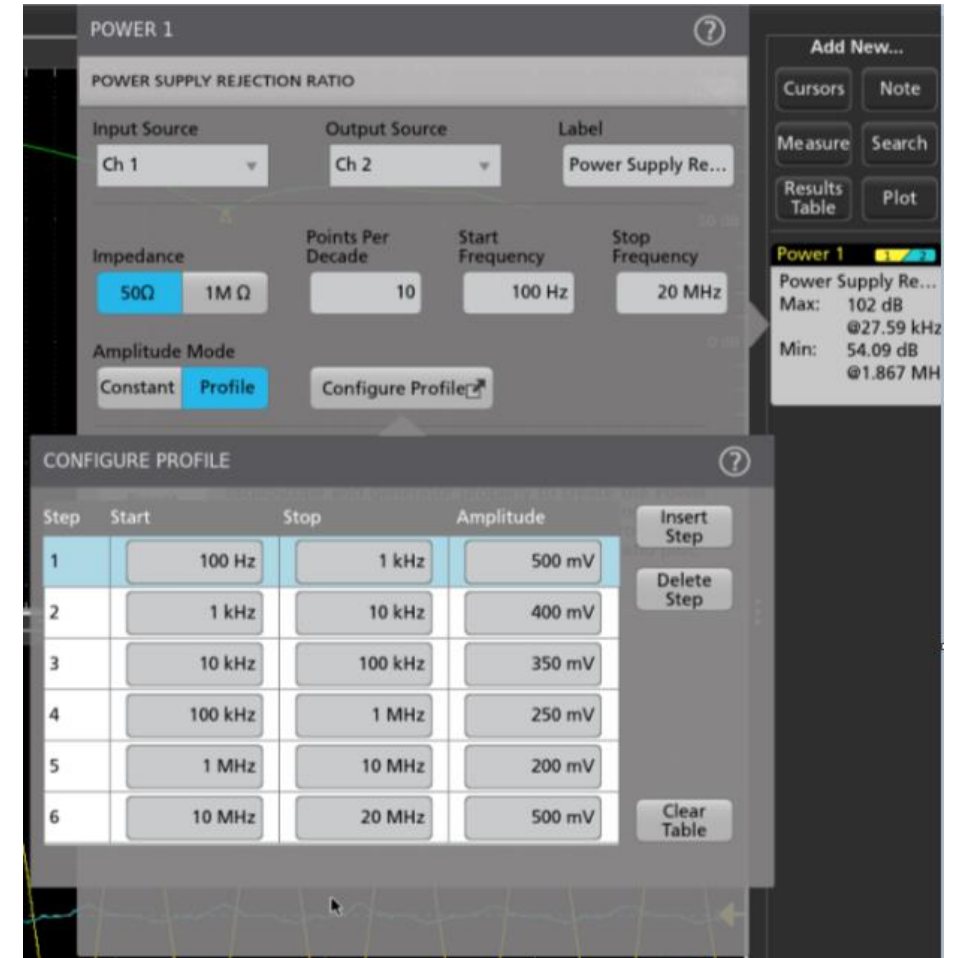 POWER 1
?
POWER SUPPLY REJECTION RATIO
Input Source Output Source Label
Ch 1 Ch 2 Power Supply Re...
Impedance Points Per Decade Start Frequency Stop Frequency
50Ω 1M Ω 10 100 Hz 20 MHz
Amplitude Mode
Constant Profile Configure Profile
CONFIGURE PROFILE
?
Step Start Stop Amplitude
1 100 Hz 1 kHz 500 mV
2 1 kHz 10 kHz 400 mV
3 10 kHz 100 kHz 350 mV
4 100 kHz 1 MHz 250 mV
5 1 MHz 10 MHz 200 mV
6 10 MHz 20 MHz 500 mV
Insert Step
Delete Step
Clear Table
Add New...
Cursors Note
Measure Search
Results Table Plot
Power 1 1 2
Power Supply Re...
Max: 102 dB
@27.59 kHz
Min: 54.09 dB
@1.867 MH